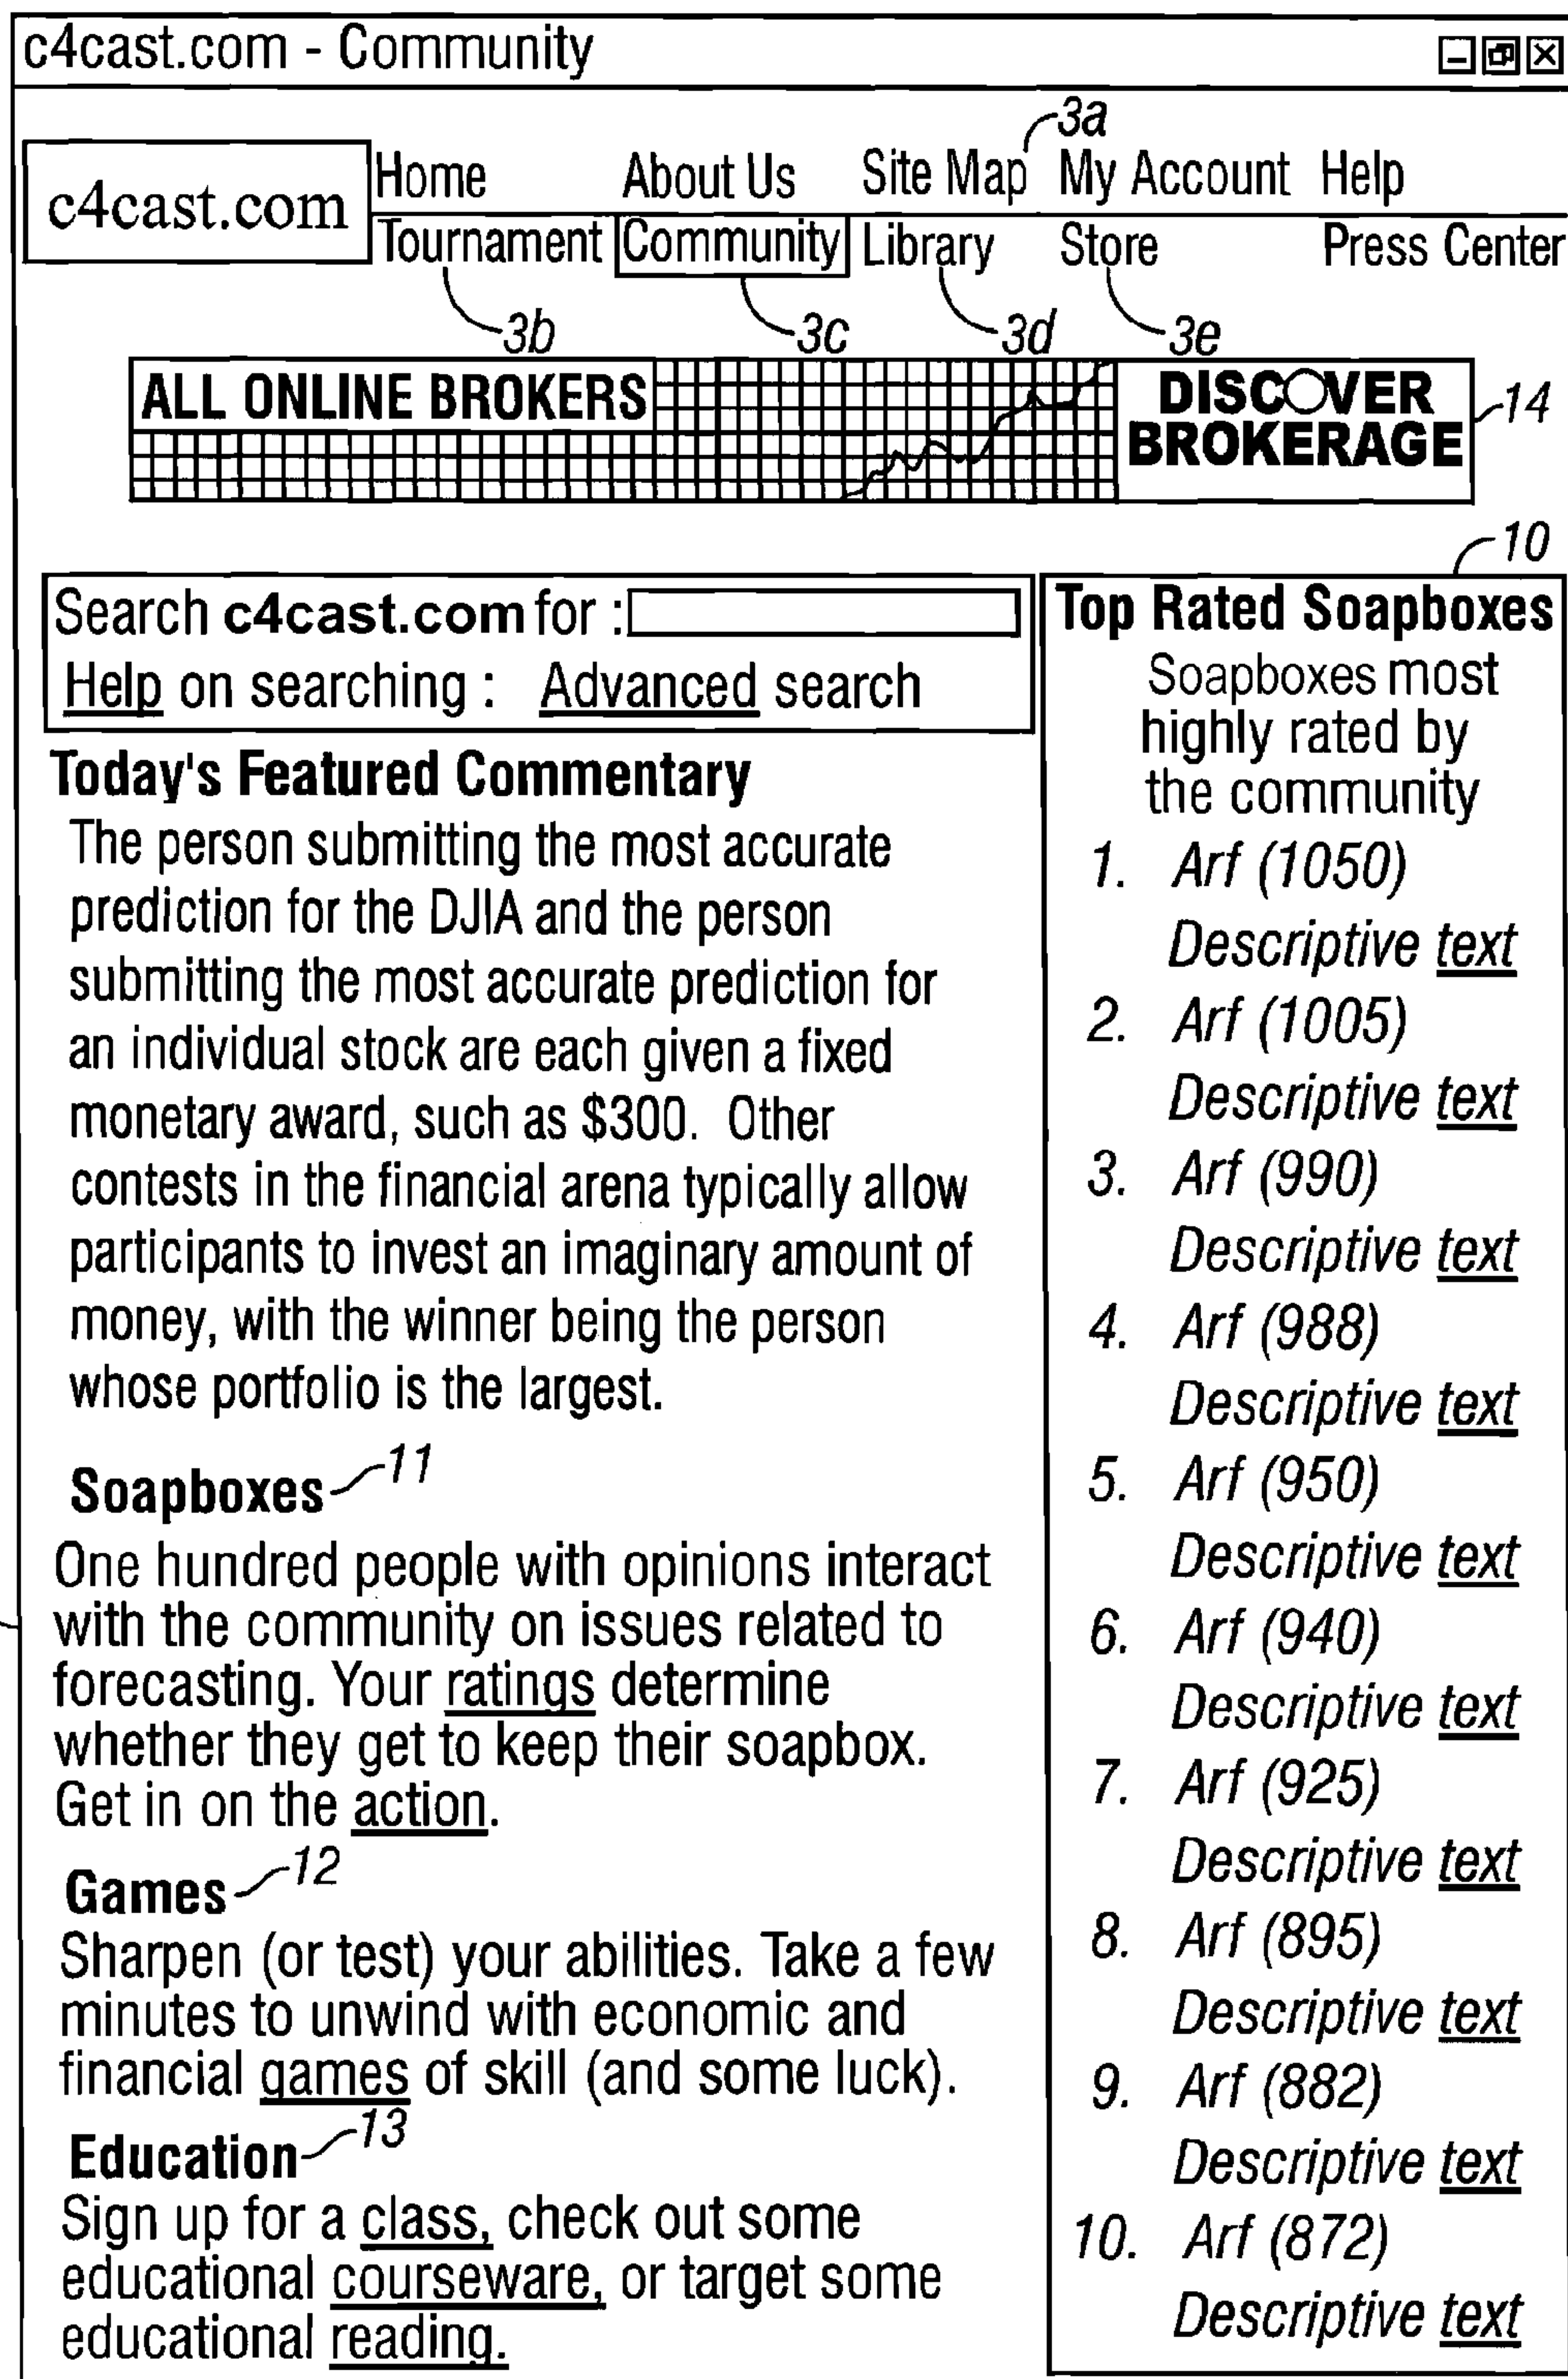 c4cast.com - Community
3a
c4cast.com
Home About Us Site Map My Account Help
Tournament Community Library Store Press Center
3b 3c 3d 3e
ALL ONLINE BROKERS
DISCOVER
BROKERAGE
14
10
Search c4cast.com for :
Help on searching : Advanced search
Today's Featured Commentary
The person submitting the most accurate
prediction for the DJIA and the person
submitting the most accurate prediction for
an individual stock are each given a fixed
monetary award, such as $300. Other
contests in the financial arena typically allow
participants to invest an imaginary amount of
money, with the winner being the person
whose portfolio is the largest.
Soapboxes 11
One hundred people with opinions interact
with the community on issues related to
forecasting. Your ratings determine
whether they get to keep their soapbox.
Get in on the action.
Games 12
Sharpen (or test) your abilities. Take a few
minutes to unwind with economic and
financial games of skill (and some luck).
Education 13
Sign up for a class, check out some
educational courseware, or target some
educational reading.
Top Rated Soapboxes
Soapboxes most
highly rated by
the community
1. Arf (1050)
Descriptive text
2. Arf (1005)
Descriptive text
3. Arf (990)
Descriptive text
4. Arf (988)
Descriptive text
5. Arf (950)
Descriptive text
6. Arf (940)
Descriptive text
7. Arf (925)
Descriptive text
8. Arf (895)
Descriptive text
9. Arf (882)
Descriptive text
10. Arf (872)
Descriptive text